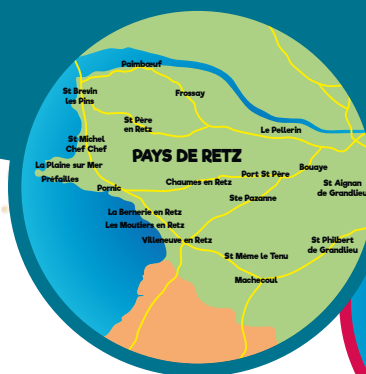 Paimbœuf
St Brevin
les Pins
Frossay
St Père
en Retz
Le Pellerin
St Michel
Chef Chef
PAYS DE RETZ
La Plaine sur Mer
Bouaye
Port St Père
Préfailles
Chaumes en Retz
Pornic
St Aignan
de Grandlieu
Ste Pazanne
La Bernerie en Retz
Les Moutiers en Retz
Villeneuve en Retz
St Philbert
de Grandlieu
St Même le Tenu
Machecoul